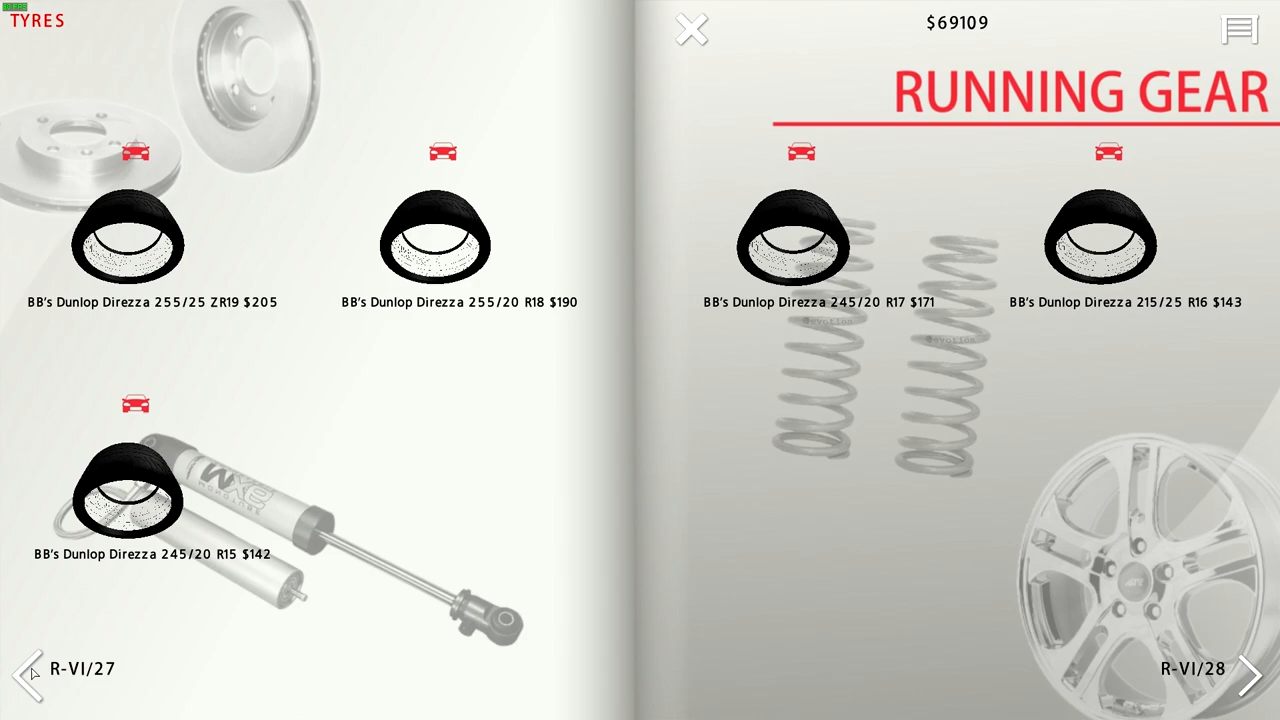 TYRES
$69109
RUNNING GEAR
BB's Dunlop Direzza 255/25 ZR19 $205
BB's Dunlop Direzza 255/20 R18 $190
BB's Dunlop Direzza 245/20 R17 $171
BB's Dunlop Direzza 215/25 R16 $143
BB's Dunlop Direzza 245/20 R15 $142
R-VI/27
R-VI/28